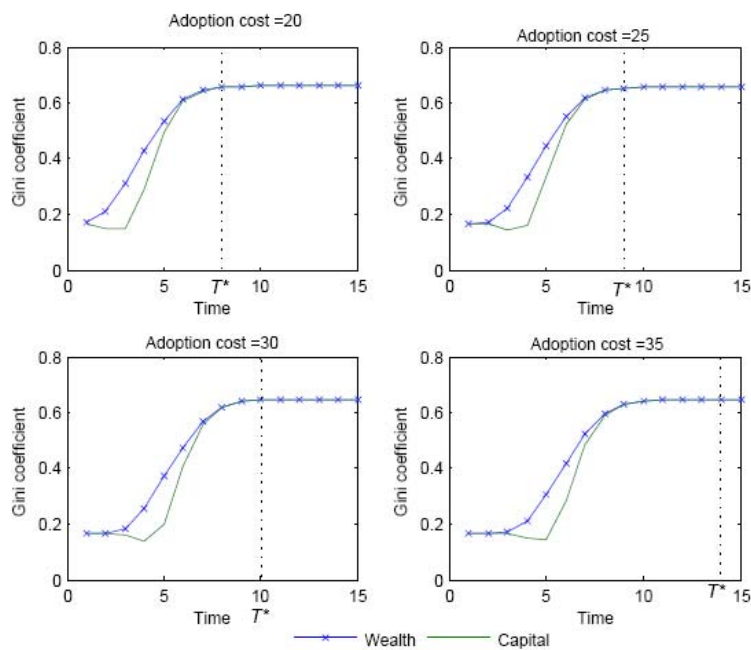 Adoption cost =20
0.8
0.6
0.4
0.2
0
Gini coefficient
0 5 T* 10 15
Time
Adoption cost =25
0.8
0.6
0.4
0.2
0
Gini coefficient
0 5 T* 10 15
Time
Adoption cost =30
0.8
0.6
0.4
0.2
0
Gini coefficient
0 5 10 15
Time
T*
Adoption cost =35
0.8
0.6
0.4
0.2
0
Gini coefficient
0 5 10 T* 15
Time
Wealth Capital